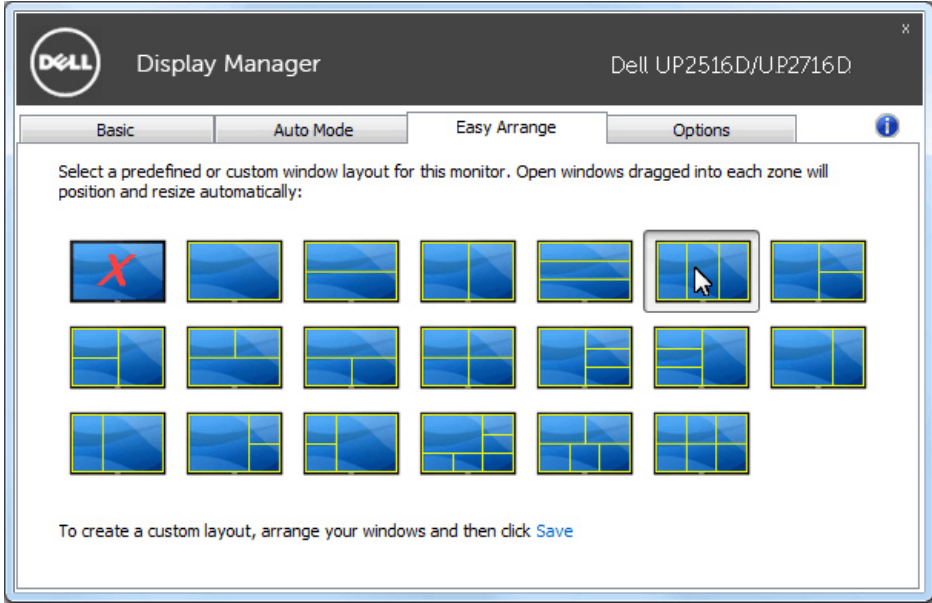 x
DELL
Display Manager
Dell UP2516D/UP2716D
Basic
Auto Mode
Easy Arrange
Options
i
Select a predefined or custom window layout for this monitor. Open windows dragged into each zone will
position and resize automatically:
X
To create a custom layout, arrange your windows and then click Save